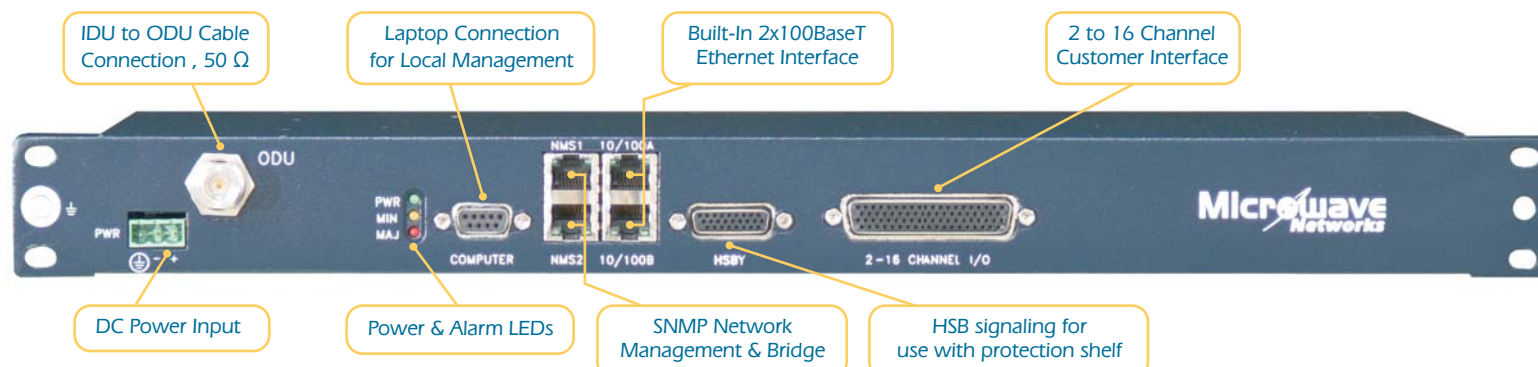 IDU to ODU Cable
Connection , 50 Ω
Laptop Connection
for Local Management
Built-In 2x100BaseT
Ethernet Interface
2 to 16 Channel
Customer Interface
ODU
NMS1 10/100A
PWR
MIN
MAJ
PWR
- +
COMPUTER
NMS2 10/100B
HSBY
2-16 CHANNEL I/O
Microwave
Networks
DC Power Input
Power & Alarm LEDs
SNMP Network
Management & Bridge
HSB signaling for
use with protection shelf